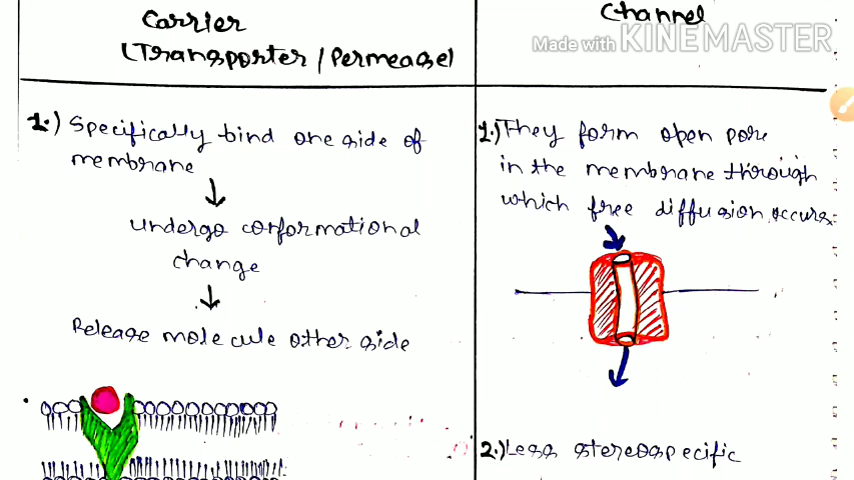 Carrier
(Transporter / Permease)
1.) Specifically bind one side of
membrane
undergo conformational
change
Release molecule other side
Channel
Made with KINEMASTER
1.) They form open pore
in the membrane through
which free diffusion occurs
2.) Less stereospecific